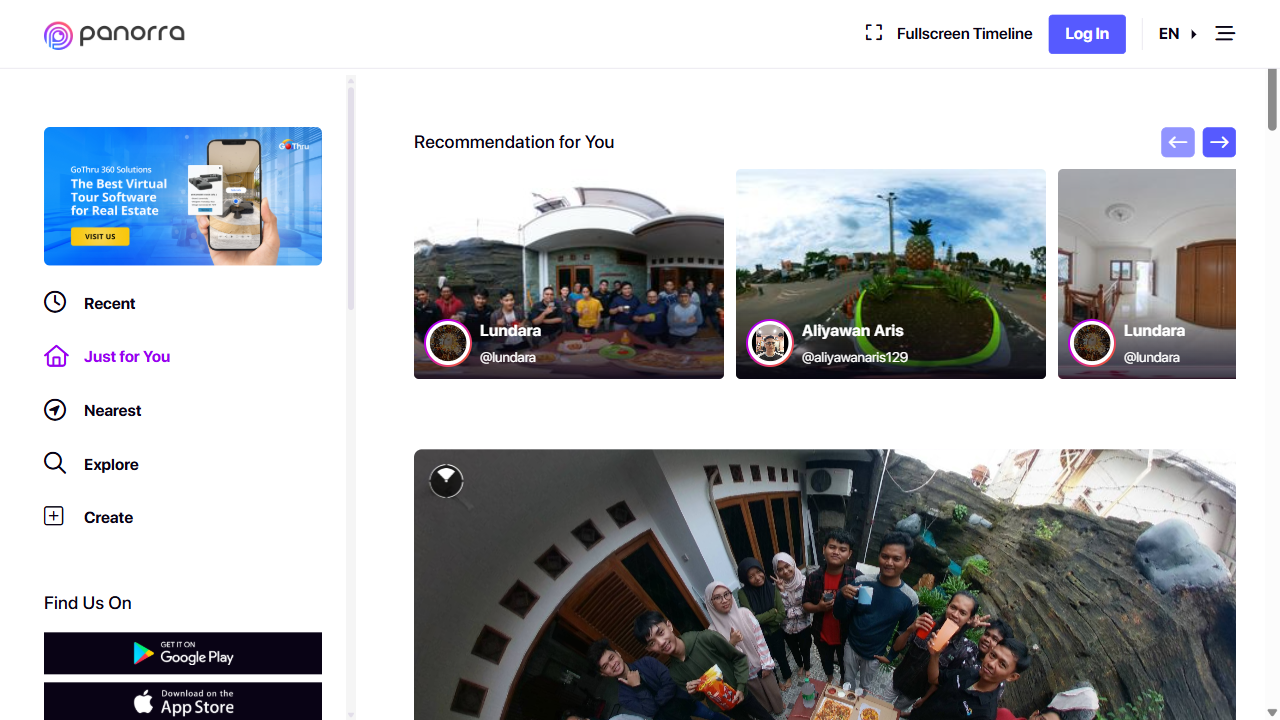 panorra
Fullscreen Timeline
Log In
EN
GoThru
GoThru 360 Solutions
The Best Virtual
Tour Software
for Real Estate
VISIT US
Recent
Just for You
Nearest
Explore
Create
Find Us On
GET IT ON
Google Play
Download on the
App Store
Recommendation for You
Lundara
@lundara
Aliyawan Aris
@aliyawanaris129
Lundara
@lundara